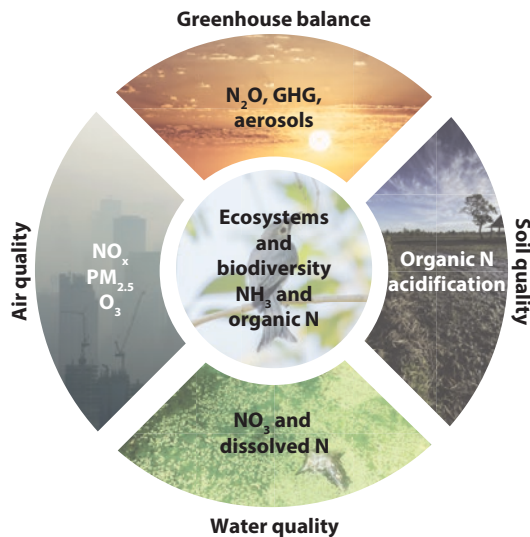 Greenhouse balance
N₂O, GHG,
aerosols
Air quality
NOₓ
PM₂.₅
O₃
Ecosystems
and
biodiversity
NH₃ and
organic N
Organic N
acidification
Soil quality
NO₃ and
dissolved N
Water quality